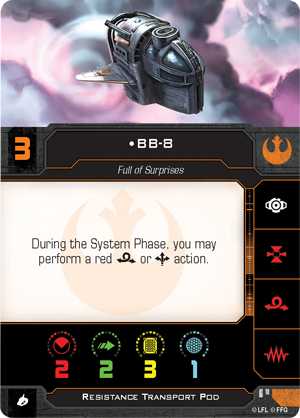 3
•BB-8
Full of Surprises
During the System Phase, you may
perform a red or action.
2 2 3 1
Resistance Transport Pod
© LFL © FFG